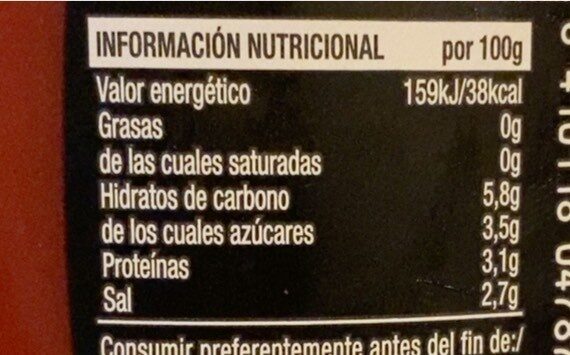 INFORMACIÓN NUTRICIONAL por 100g
Valor energético 159kJ/38kcal
Grasas 0g
de las cuales saturadas 0g
Hidratos de carbono 5,8g
de los cuales azúcares 3,5g
Proteínas 3,1g
Sal 2,7g
Consumir preferentemente antes del fin de:/